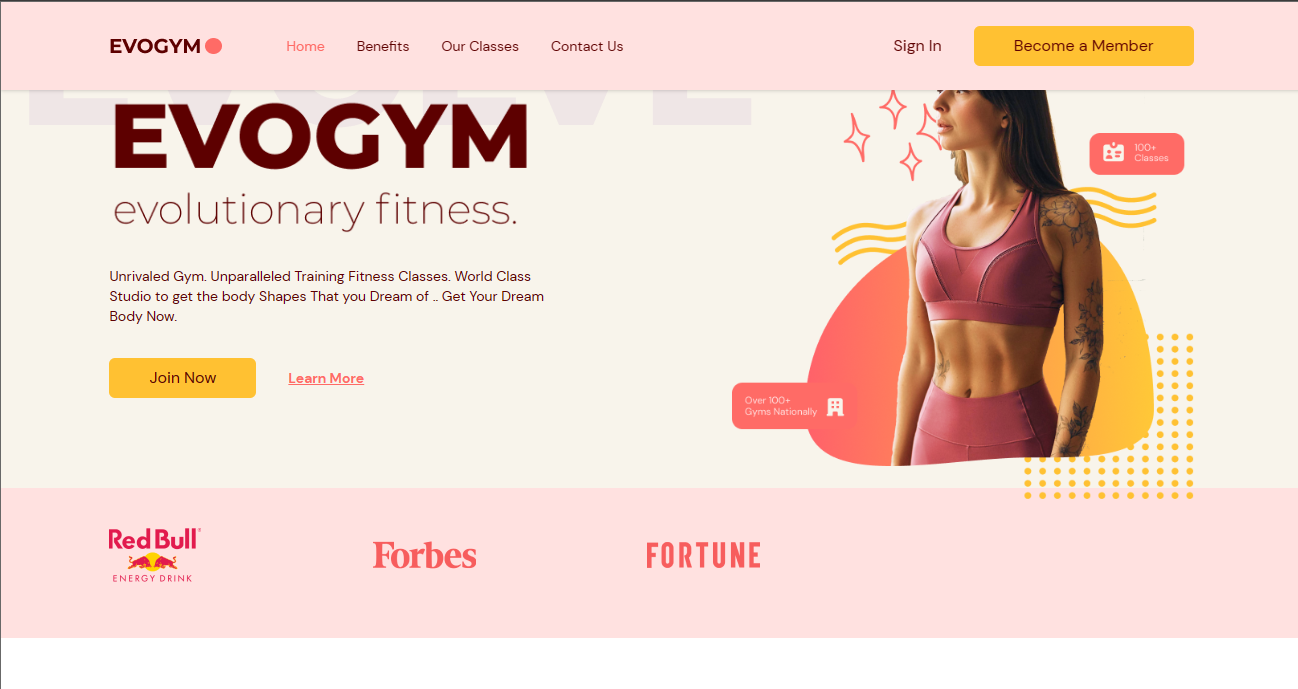 EVOGYM
Home
Benefits
Our Classes
Contact Us
Sign In
Become a Member
EVOLVE
EVOGYM
evolutionary fitness.
Unrivaled Gym. Unparalleled Training Fitness Classes. World Class
Studio to get the body Shapes That you Dream of .. Get Your Dream
Body Now.
Join Now
Learn More
100+
Classes
Over 100+
Gyms Nationally
Red Bull
ENERGY DRINK
Forbes
FORTUNE